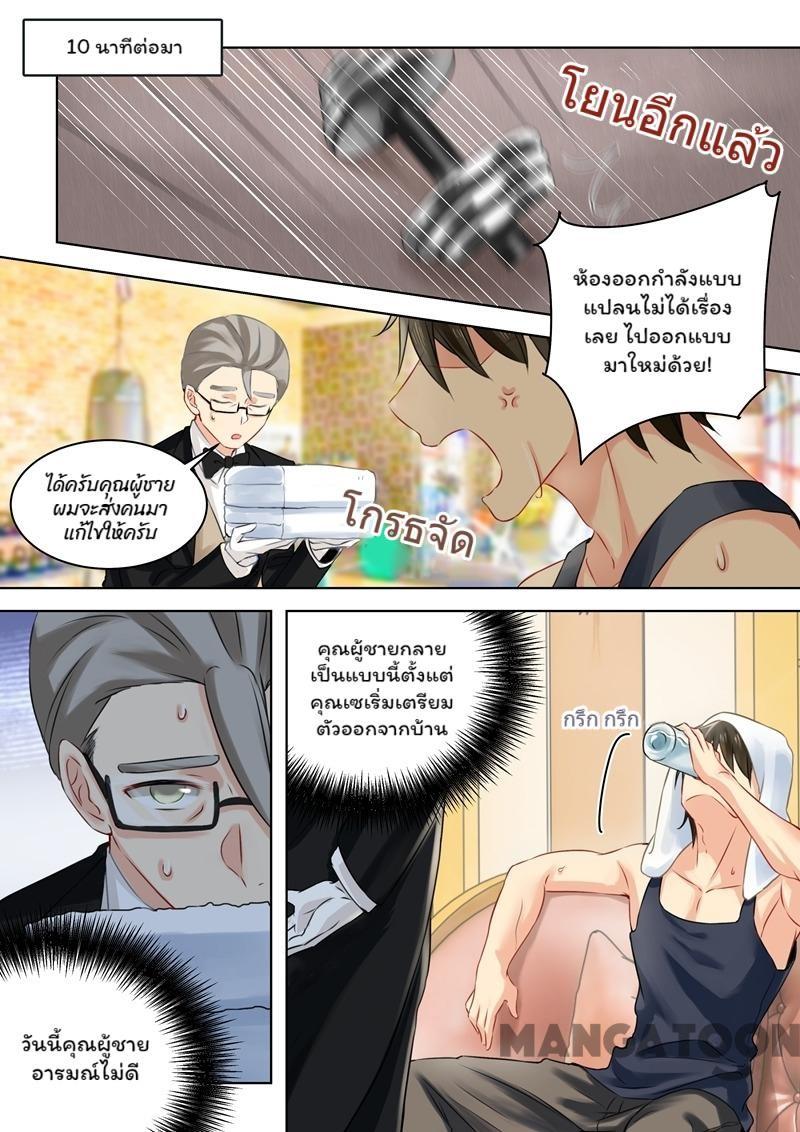 10 นาทีต่อมา
โยนอีกแล้ว
ห้องออกกำลังแบบ
แปลนไม่ได้เรื่อง
เลย ไปออกแบบ
มาใหม่ด้วย!
ได้ครับคุณผู้ชาย
ผมจะส่งคนมา
แก้ไขให้ครับ
โกรธจัด
คุณผู้ชายกลาย
เป็นแบบนี้ตั้งแต่
คุณเซเริ่มเตรียม
ตัวออกจากบ้าน
กรึก กรึก
วันนี้คุณผู้ชาย
อารมณ์ไม่ดี
MANGATOON